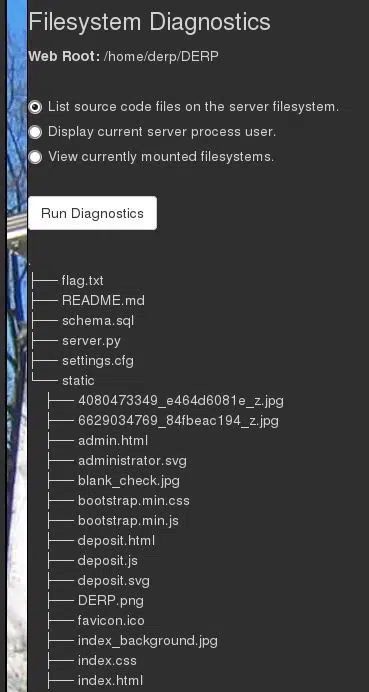 Filesystem Diagnostics
Web Root: /home/derp/DERP
List source code files on the server filesystem.
Display current server process user.
View currently mounted filesystems.
Run Diagnostics
.
├── flag.txt
├── README.md
├── schema.sql
├── server.py
├── settings.cfg
└── static
├── 4080473349_e464d6081e_z.jpg
├── 6629034769_84fbeac194_z.jpg
├── admin.html
├── administrator.svg
├── blank_check.jpg
├── bootstrap.min.css
├── bootstrap.min.js
├── deposit.html
├── deposit.js
├── deposit.svg
├── DERP.png
├── favicon.ico
├── index_background.jpg
├── index.css
├── index.html